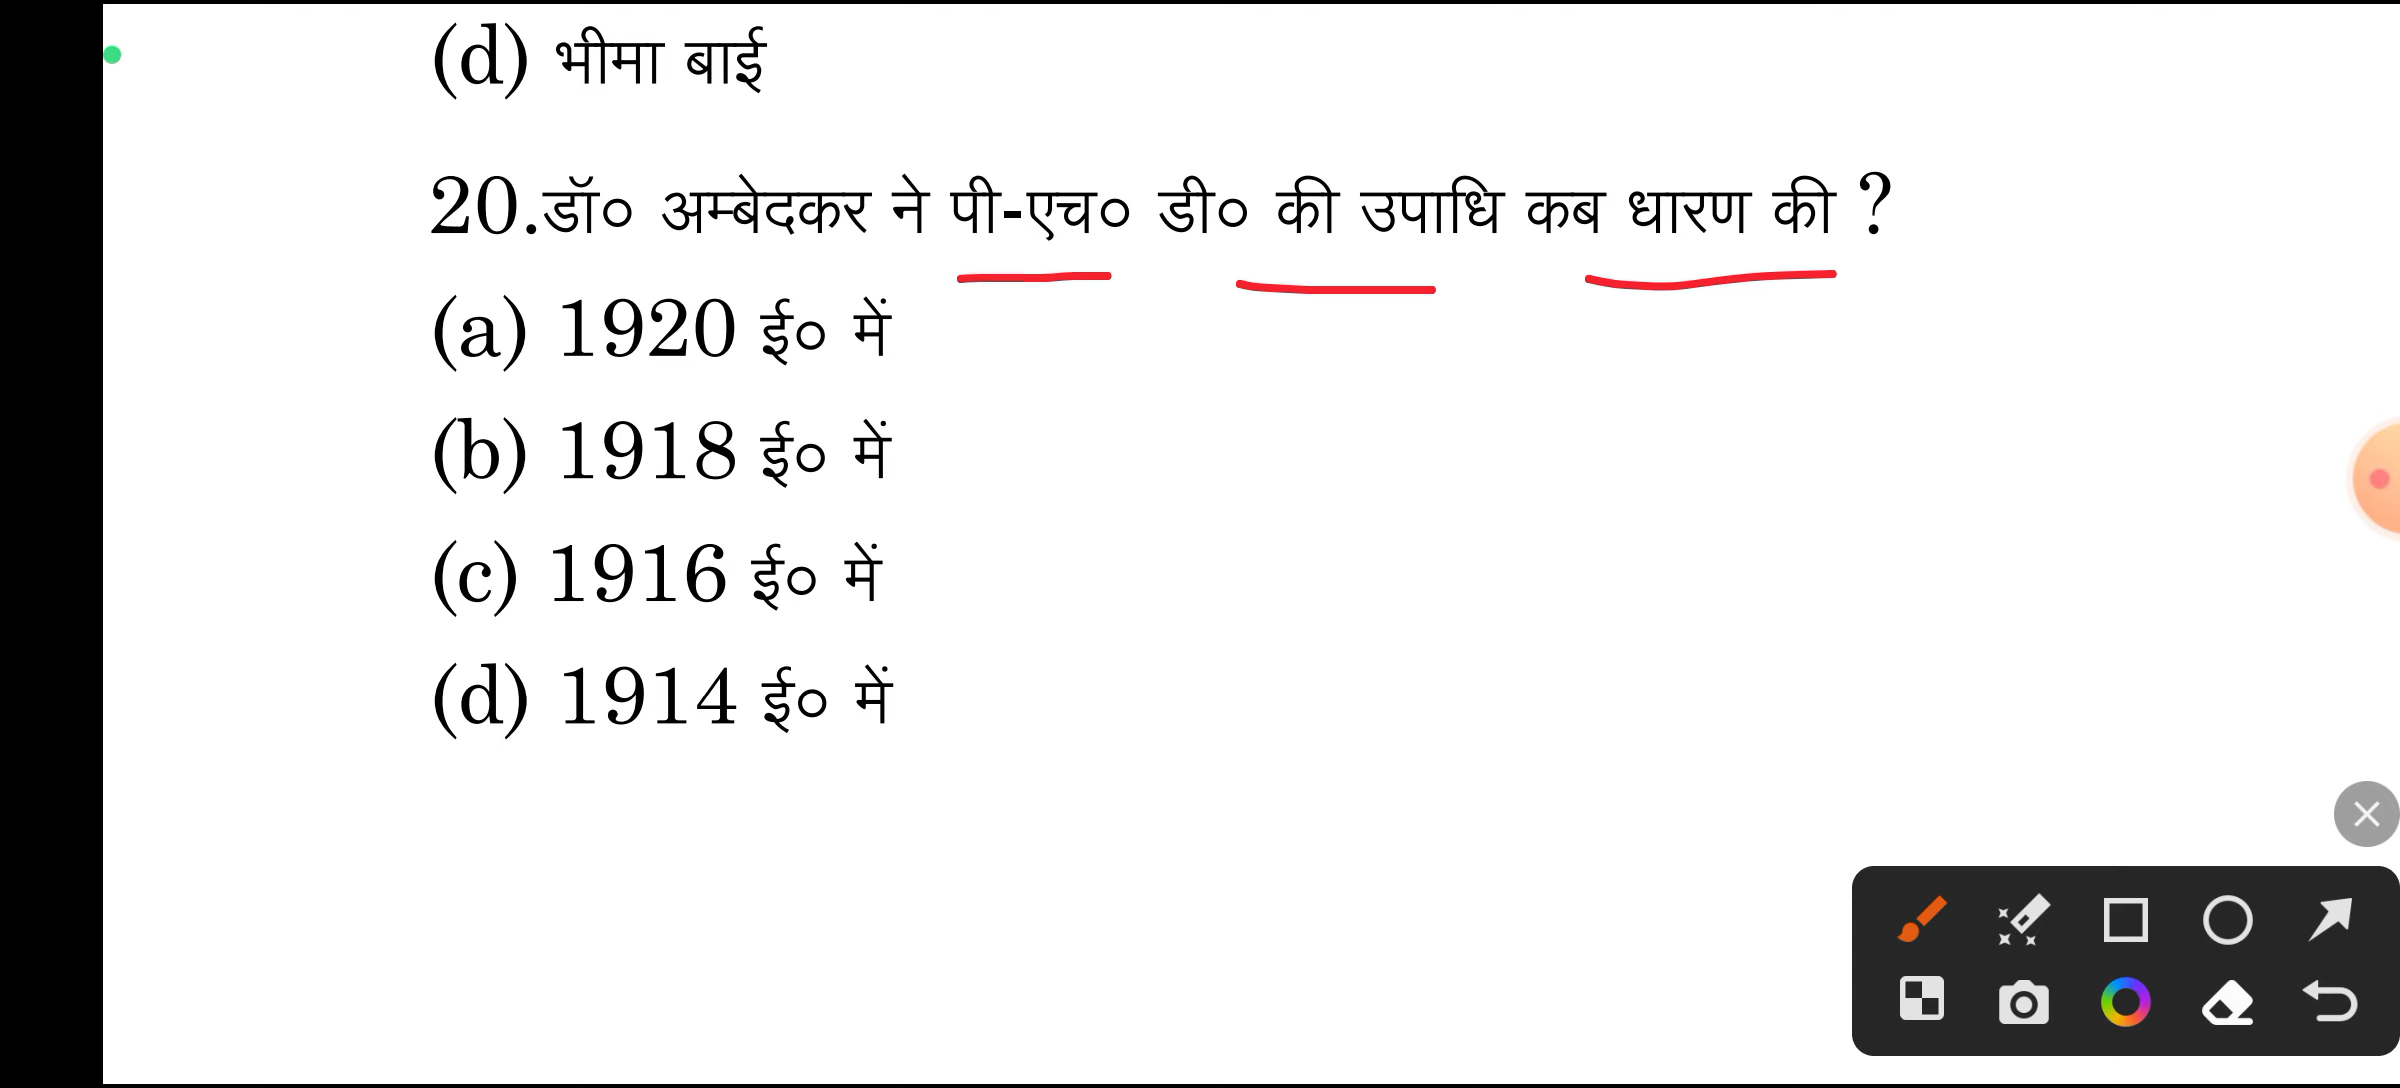 (d) भीमा बाई
20.डॉ० अम्बेदकर ने पी-एच० डी० की उपाधि कब धारण की ?
(a) 1920 ई० में
(b) 1918 ई० में
(c) 1916 ई० में
(d) 1914 ई० में